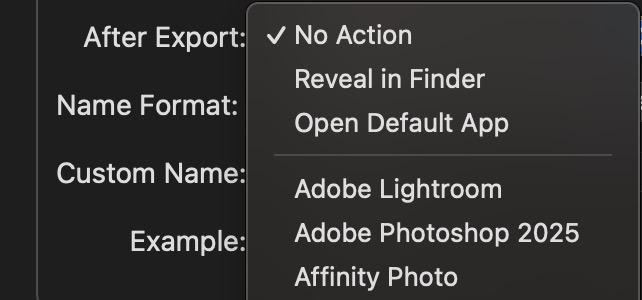 After Export:
✓ No Action
Reveal in Finder
Open Default App
Name Format:
Custom Name:
Adobe Lightroom
Example:
Adobe Photoshop 2025
Affinity Photo